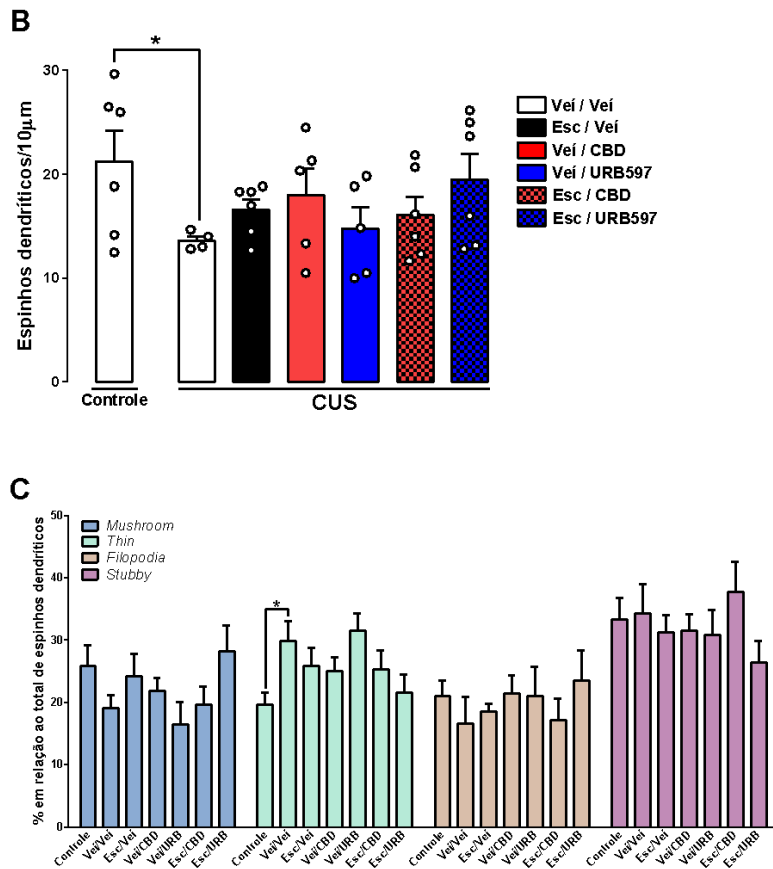 B
*
Espinhos dendríticos/10µm
30
20
10
0
Controle
CUS
Veí / Veí
Esc / Veí
Veí / CBD
Veí / URB597
Esc / CBD
Esc / URB597
C
% em relação ao total de espinhos dendríticos
50
40
30
20
10
0
Mushroom
Thin
Filopodia
Stubby
*
Controle
Veí/Veí
Esc/Veí
Veí/CBD
Veí/URB
Esc/CBD
Esc/URB
Controle
Veí/Veí
Esc/Veí
Veí/CBD
Veí/URB
Esc/CBD
Esc/URB
Controle
Veí/Veí
Esc/Veí
Veí/CBD
Veí/URB
Esc/CBD
Esc/URB
Controle
Veí/Veí
Esc/Veí
Veí/CBD
Veí/URB
Esc/CBD
Esc/URB